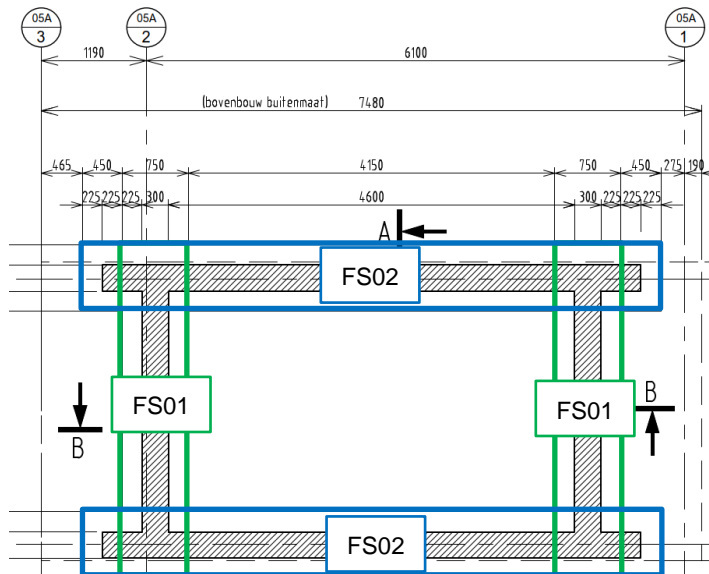 05A 05A 05A
3 2 1
1190 6100
(bovenbouw buitenmaat) 7480
465 450 750 4150 750 450 275 190
225 225 225 300 4600 300 225 225 225
A
FS02
FS01 FS01
B B
FS02